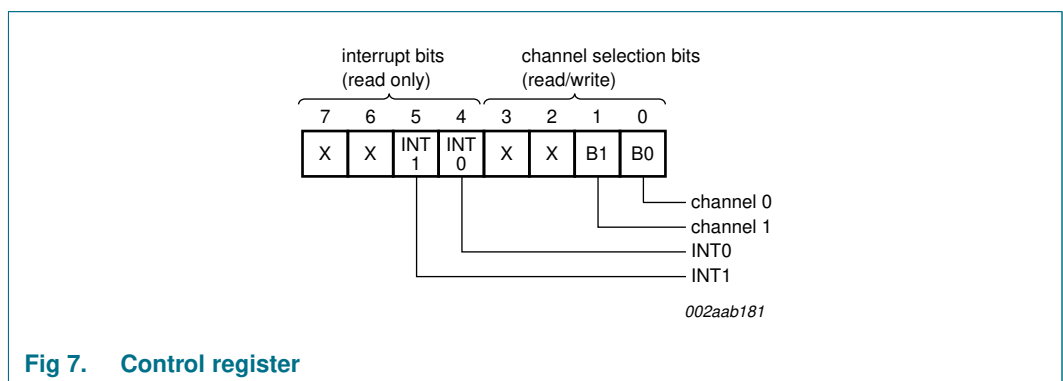 interrupt bits
(read only)
channel selection bits
(read/write)
7 6 5 4 3 2 1 0
X X INT 1 INT 0 X X B1 B0
channel 0
channel 1
INT0
INT1
002aab181
Fig 7. Control register